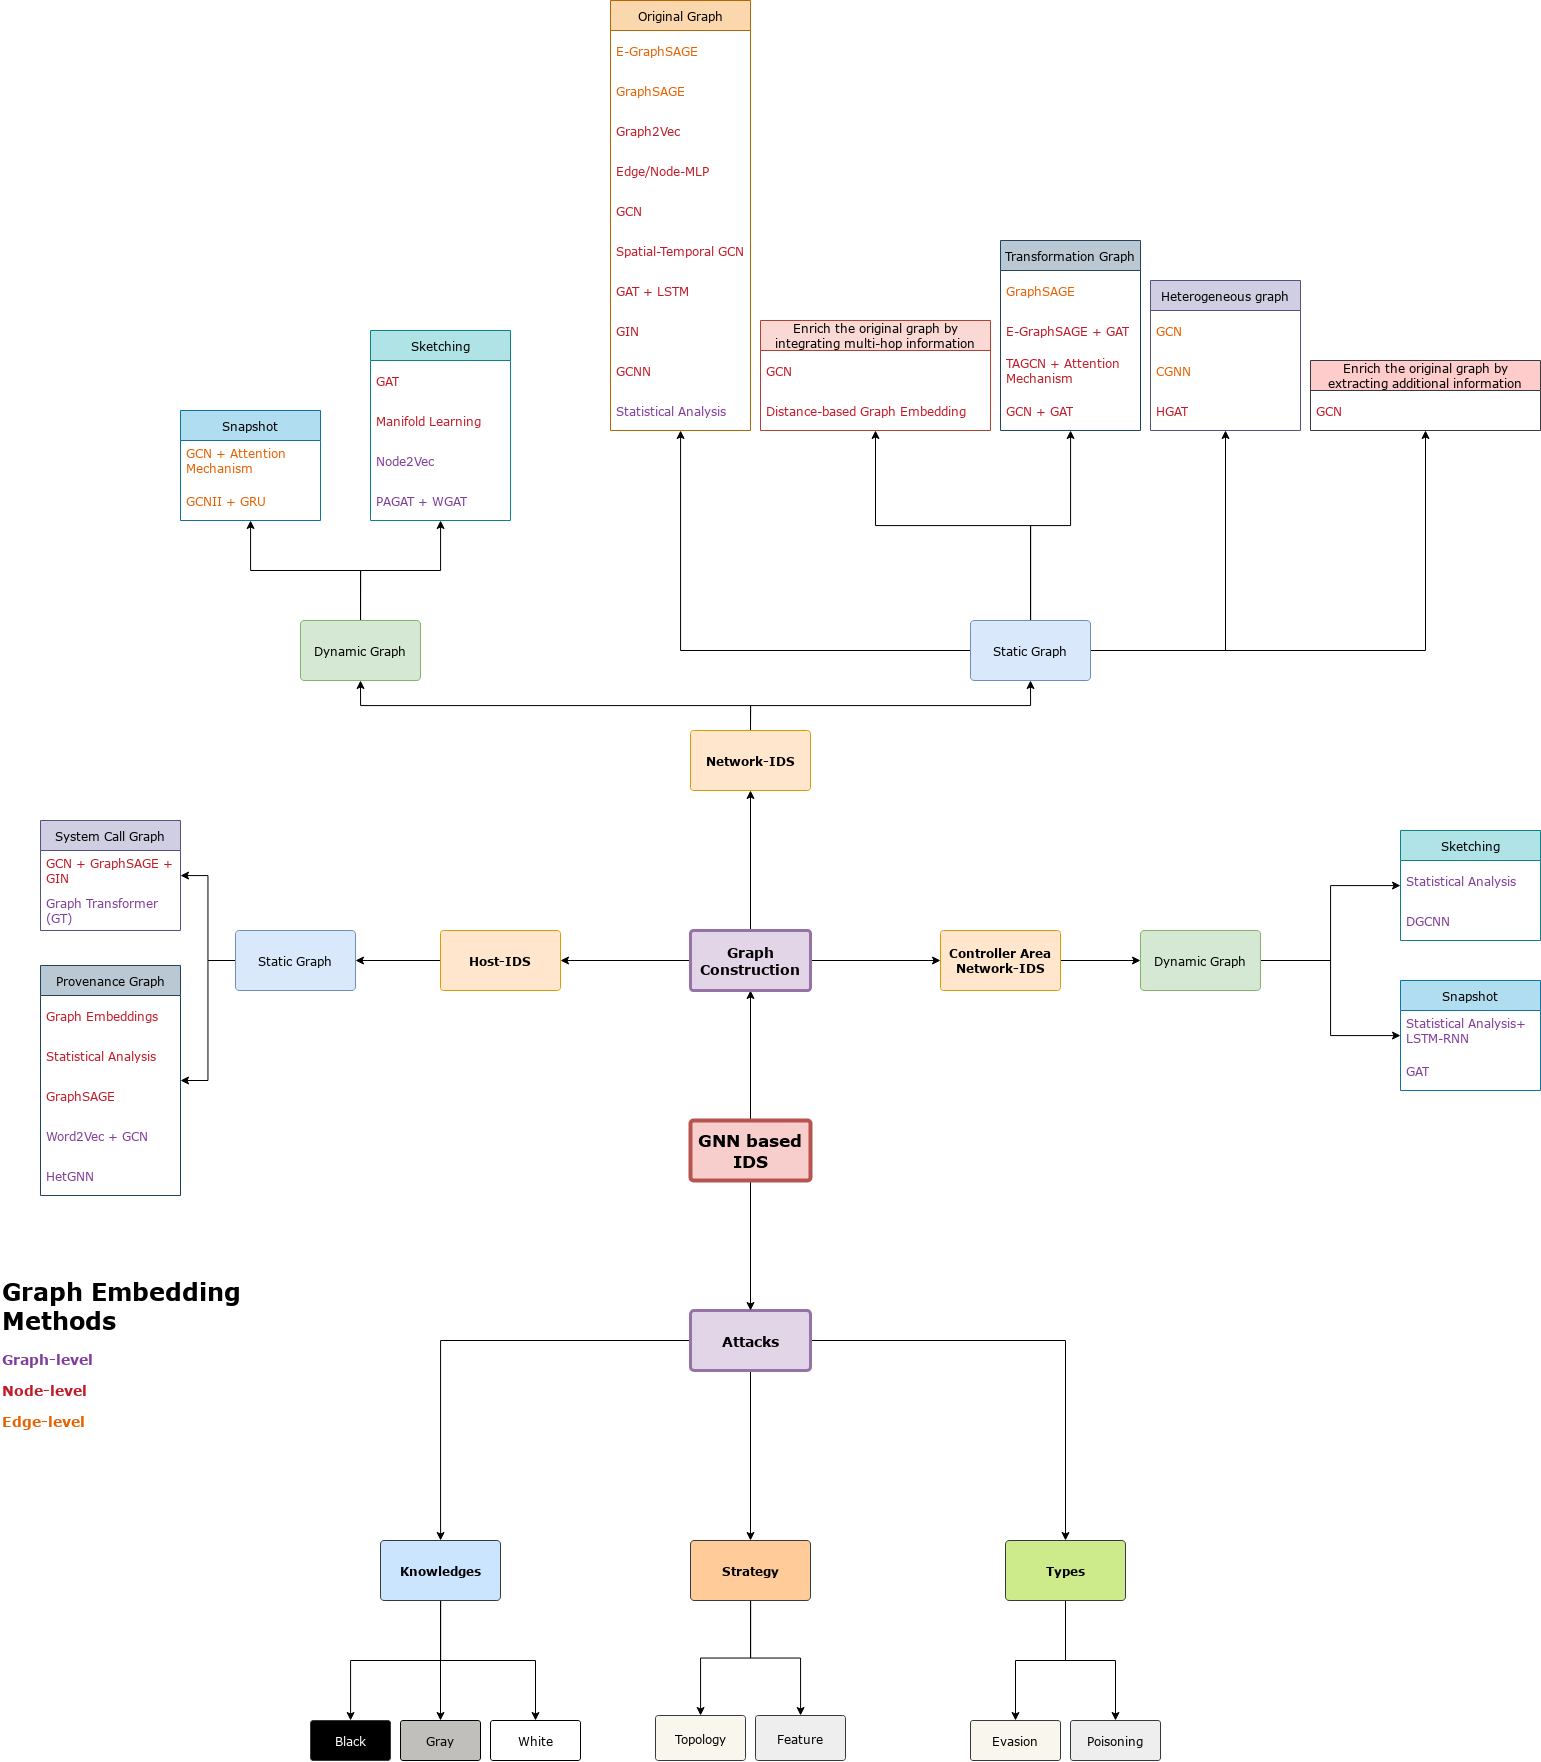 Original Graph
E-GraphSAGE
GraphSAGE
Graph2Vec
Edge/Node-MLP
GCN
Spatial-Temporal GCN
GAT + LSTM
GIN
GCNN
Statistical Analysis
Enrich the original graph by
integrating multi-hop information
GCN
Distance-based Graph Embedding
Transformation Graph
GraphSAGE
E-GraphSAGE + GAT
TAGCN + Attention
Mechanism
GCN + GAT
Heterogeneous graph
GCN
CGNN
HGAT
Enrich the original graph by
extracting additional information
GCN
Snapshot
GCN + Attention
Mechanism
GCNII + GRU
Sketching
GAT
Manifold Learning
Node2Vec
PAGAT + WGAT
Dynamic Graph
Static Graph
Network-IDS
System Call Graph
GCN + GraphSAGE +
GIN
Graph Transformer
(GT)
Provenance Graph
Graph Embeddings
Statistical Analysis
GraphSAGE
Word2Vec + GCN
HetGNN
Static Graph
Host-IDS
Graph
Construction
Controller Area
Network-IDS
Dynamic Graph
Sketching
Statistical Analysis
DGCNN
Snapshot
Statistical Analysis+
LSTM-RNN
GAT
GNN based
IDS
Graph Embedding
Methods
Graph-level
Node-level
Edge-level
Attacks
Knowledges
Strategy
Types
Black
Gray
White
Topology
Feature
Evasion
Poisoning